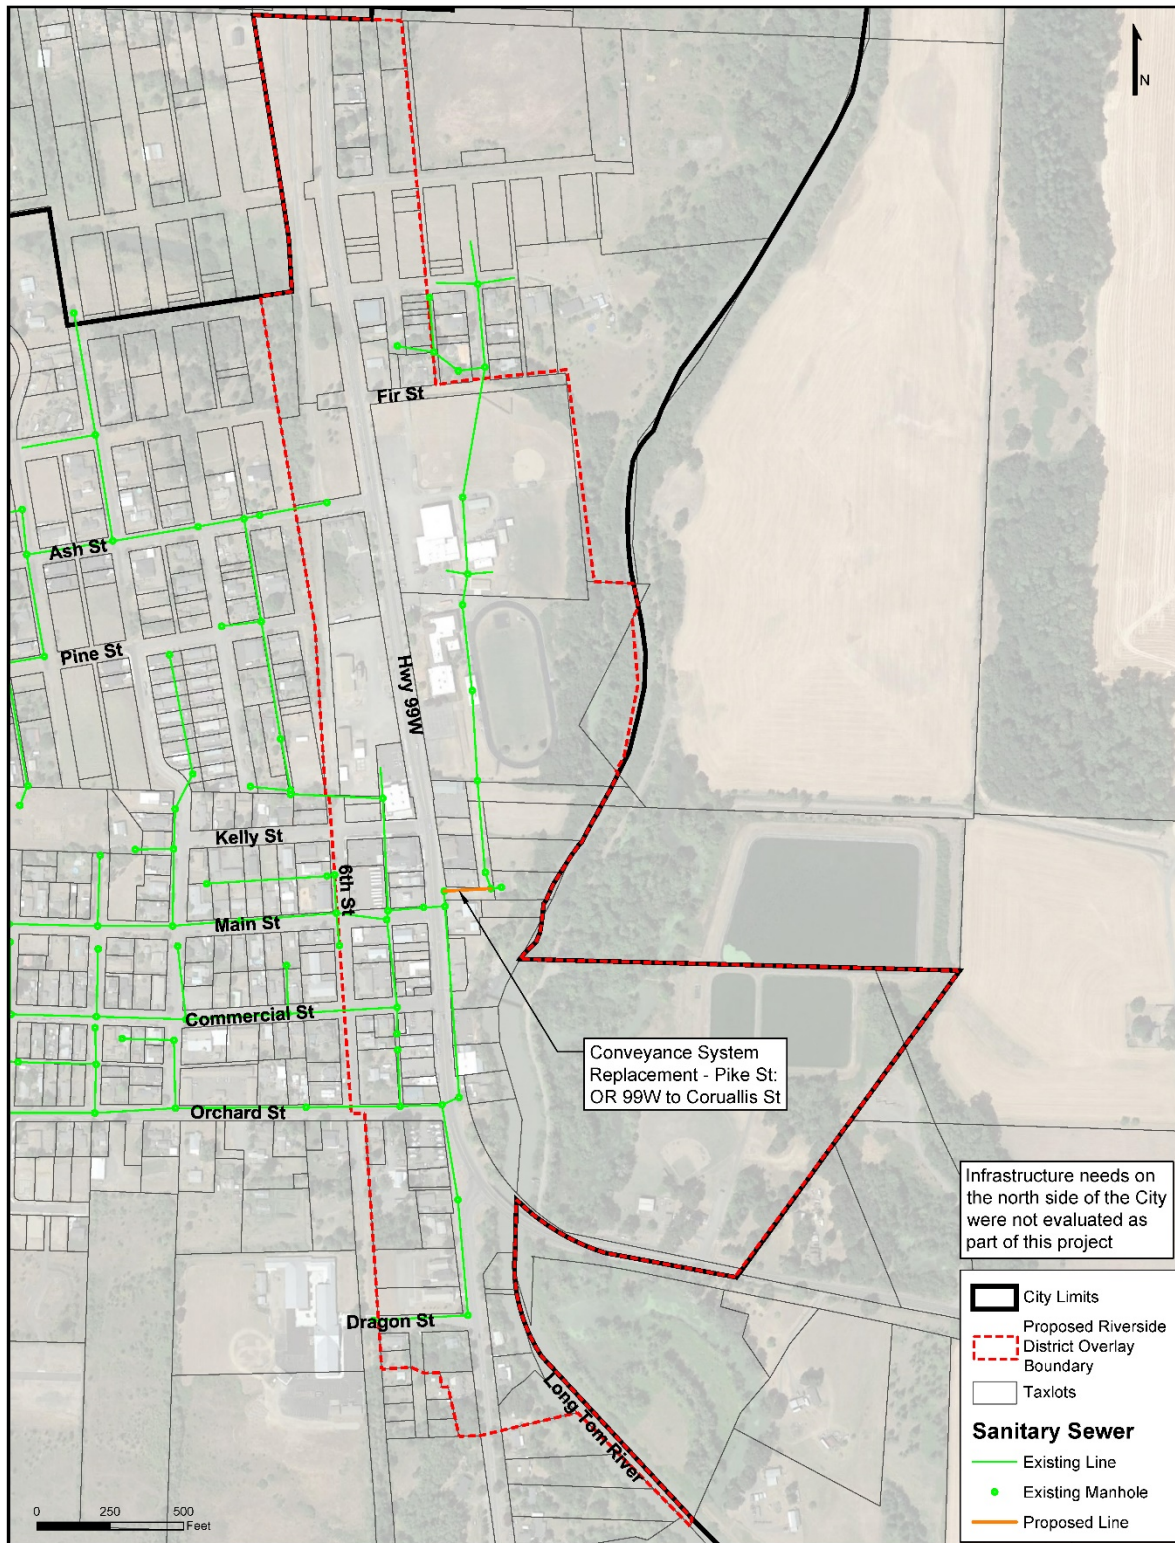 N
Fir St
Ash St
Pine St
Hwy 99W
Kelly St
6th St
Main St
Commercial St
Conveyance System
Replacement - Pike St:
OR 99W to Coruallis St
Orchard St
Infrastructure needs on
the north side of the City
were not evaluated as
part of this project
Dragon St
Long Tom River
City Limits
Proposed Riverside
District Overlay
Boundary
Taxlots
Sanitary Sewer
Existing Line
Existing Manhole
Proposed Line
0 250 500
Feet